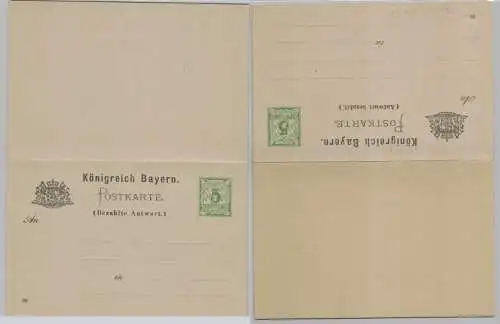 Königreich Bayern.
POSTKARTE.
(Bezahlte Antwort.)
5
An
in
Königreich Bayern.
POSTKARTE.
(Antwort bezahlt.)
5
An
in